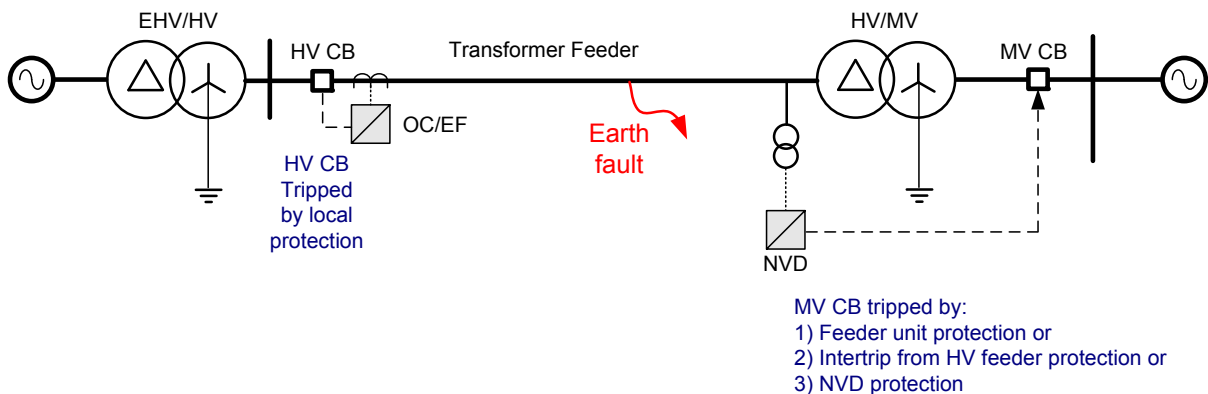 EHV/HV
HV CB
Transformer Feeder
HV/MV
MV CB
OC/EF
Earth
fault
HV CB
Tripped
by local
protection
NVD
MV CB tripped by:
1) Feeder unit protection or
2) Intertrip from HV feeder protection or
3) NVD protection